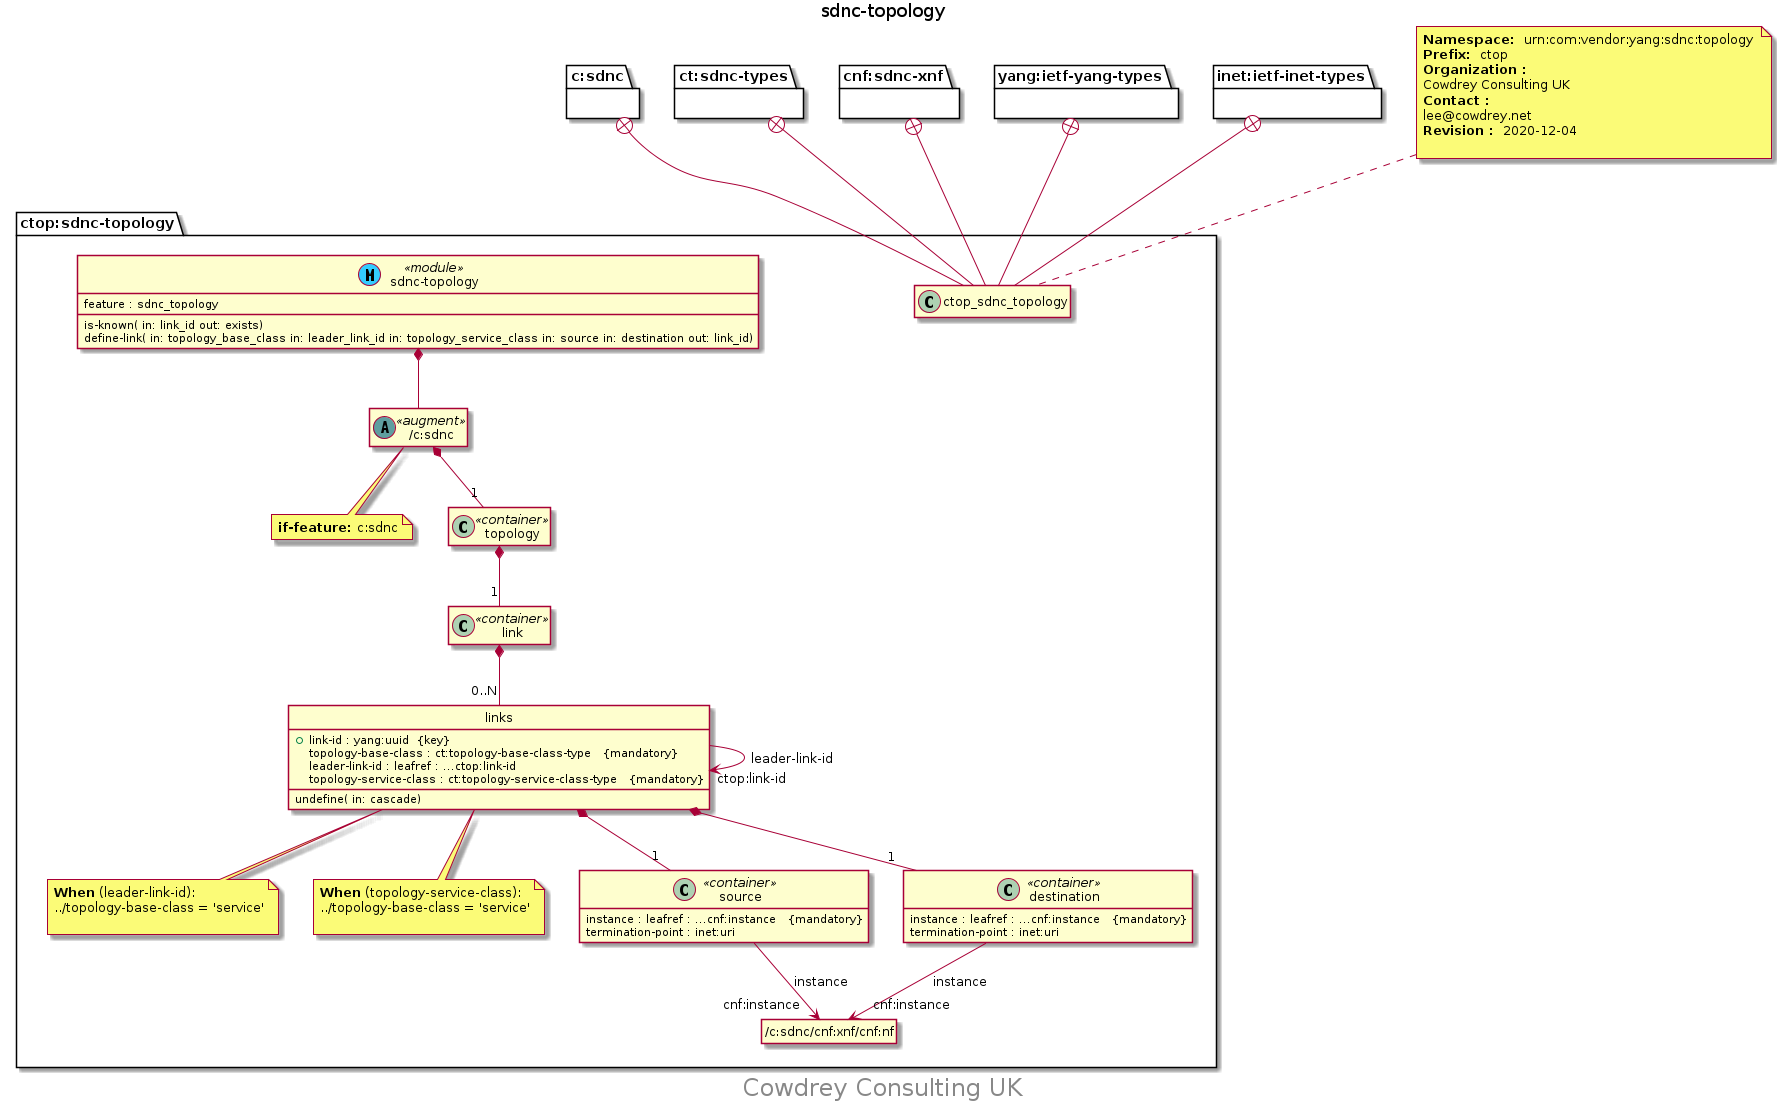 sdnc-topology
c:sdnc
ct:sdnc-types
cnf:sdnc-xnf
yang:ietf-yang-types
inet:ietf-inet-types
Namespace: urn:com:vendor:yang:sdnc:topology
Prefix: ctop
Organization :
Cowdrey Consulting UK
Contact :
lee@cowdrey.net
Revision : 2020-12-04
ctop:sdnc-topology
M
«module»
sdnc-topology
feature : sdnc_topology
is-known( in: link_id out: exists)
define-link( in: topology_base_class in: leader_link_id in: topology_service_class in: source in: destination out: link_id)
C ctop_sdnc_topology
A
«augment»
/c:sdnc
1
if-feature: c:sdnc
C
«container»
topology
1
C
«container»
link
0..N
links
link-id : yang:uuid {key}
topology-base-class : ct:topology-base-class-type {mandatory}
leader-link-id : leafref : ...ctop:link-id
topology-service-class : ct:topology-service-class-type {mandatory}
undefine( in: cascade)
leader-link-id
ctop:link-id
1
1
When (leader-link-id):
../topology-base-class = 'service'
When (topology-service-class):
../topology-base-class = 'service'
C
«container»
source
instance : leafref : ...cnf:instance {mandatory}
termination-point : inet:uri
C
«container»
destination
instance : leafref : ...cnf:instance {mandatory}
termination-point : inet:uri
instance
instance
cnf:instance
cnf:instance
/c:sdnc/cnf:xnf/cnf:nf
Cowdrey Consulting UK